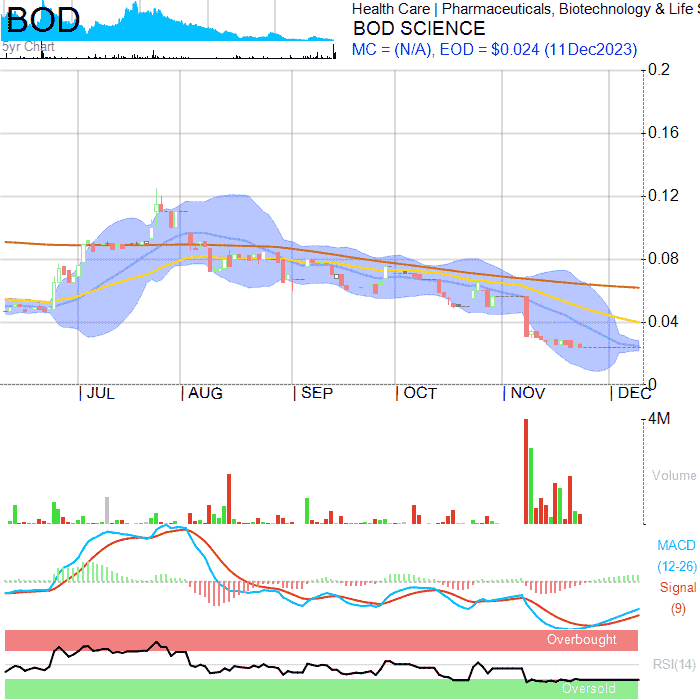 BOD
5yr Chart
Health Care | Pharmaceuticals, Biotechnology & Life S
BOD SCIENCE
MC = (N/A), EOD = $0.024 (11Dec2023)
0.2
0.16
0.12
0.08
0.04
0
JUL AUG SEP OCT NOV DEC
4M
Volume
MACD
(12-26)
Signal
(9)
Overbought
RSI(14)
Oversold